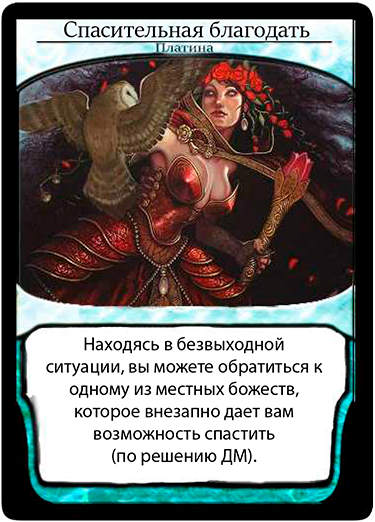 Спасительная благодать
Платина
Находясь в безвыходной
ситуации, вы можете обратиться к
одному из местных божеств,
которое внезапно дает вам
возможность спастить
(по решению ДМ).